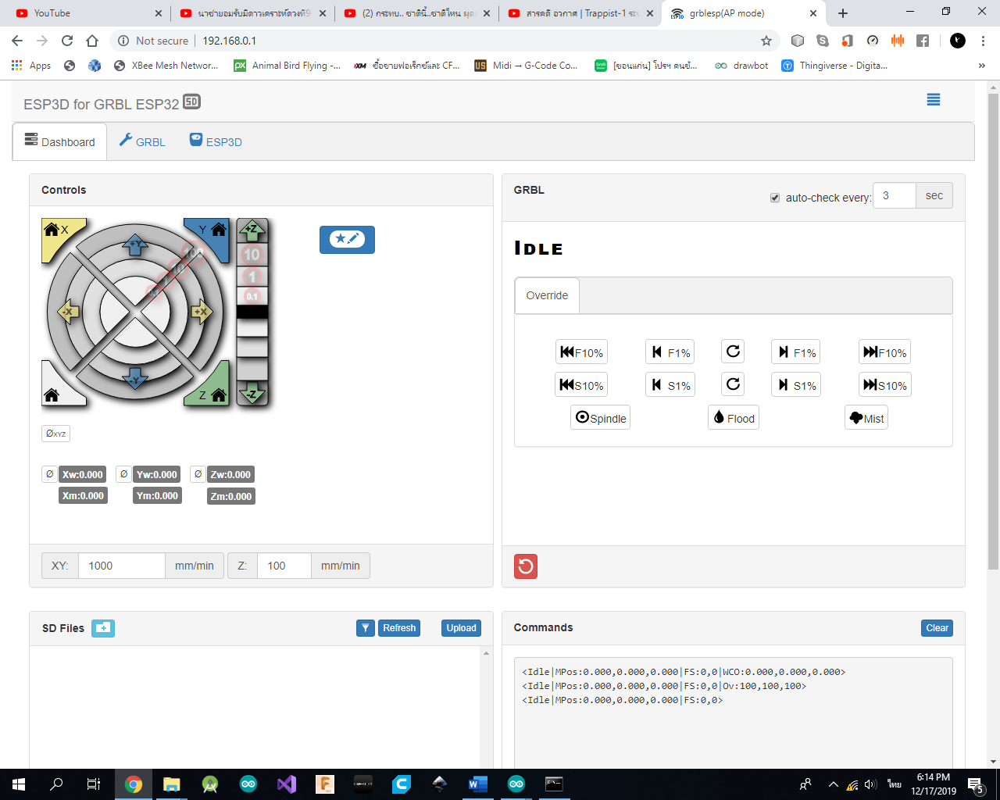 YouTube
นาซ่ายอมรับมีดาวเคราะห์ดวงที่9
(2) กระทบ.. ชาตินี้..ชาติไหน
สารคดี อวกาศ | Trappist-1
grblesp(AP mode)
Not secure | 192.168.0.1
Apps
XBee Mesh Networ...
Animal Bird Flying -...
ซื้อขายฟอเร็กซ์และ CF...
Midi → G-Code Co...
[ขอนแก่น] โปรฯ คนขั...
drawbot
Thingiverse - Digita...
»
ESP3D for GRBL ESP32 SD
Dashboard
GRBL
ESP3D
Controls
X
Y
+Y
-X
+X
-Y
Z
+Z
10
1
0.1
-Z
100
10
ØXYZ
Ø Xw:0.000 Ø Yw:0.000 Ø Zw:0.000
Xm:0.000 Ym:0.000 Zm:0.000
XY: 1000 mm/min Z: 100 mm/min
GRBL
auto-check every: 3 sec
Idle
Override
F10% F1% F1% F10%
S10% S1% S1% S10%
Spindle Flood Mist
SD Files
Refresh
Upload
Commands
Clear
<Idle|MPos:0.000,0.000,0.000|FS:0,0|WCO:0.000,0.000,0.000>
<Idle|MPos:0.000,0.000,0.000|FS:0,0|Ov:100,100,100>
<Idle|MPos:0.000,0.000,0.000|FS:0,0>
ไทย
6:14 PM
12/17/2019
5